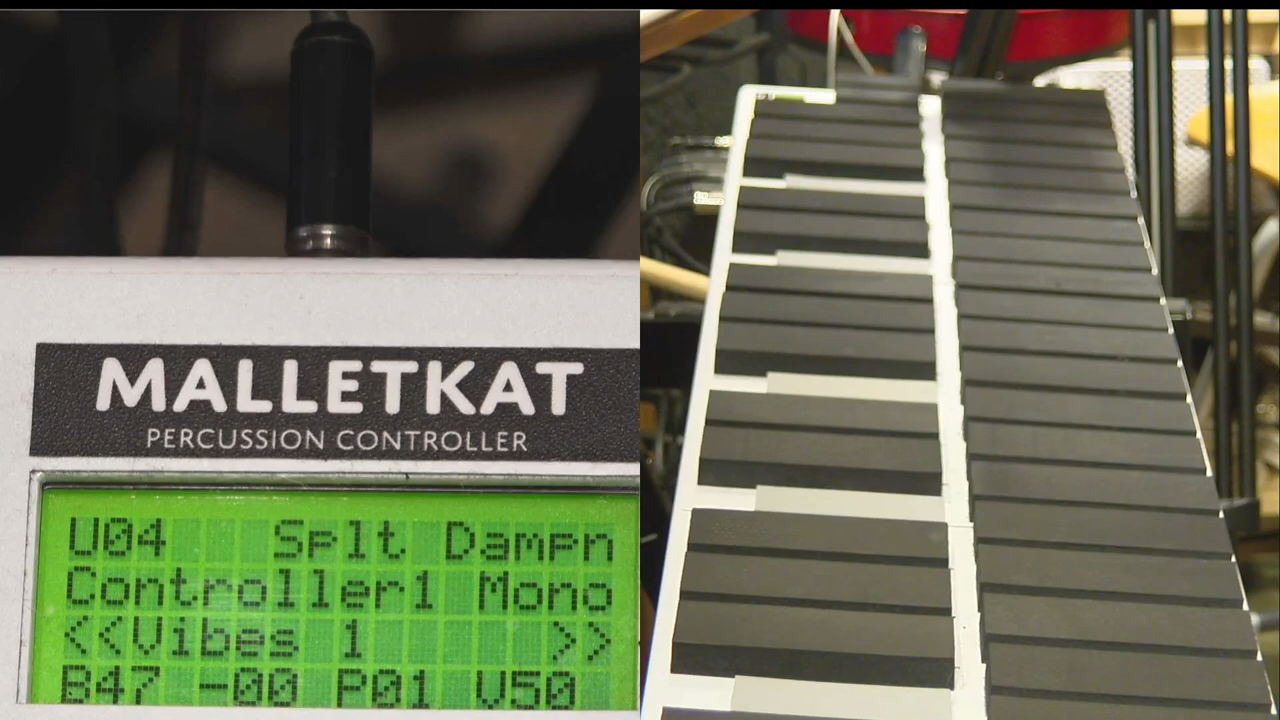 MALLETKAT
PERCUSSION CONTROLLER
U04 Splt Dampn
Controller1 Mono
<<Vibes 1 >>
B47 -00 P01 V50